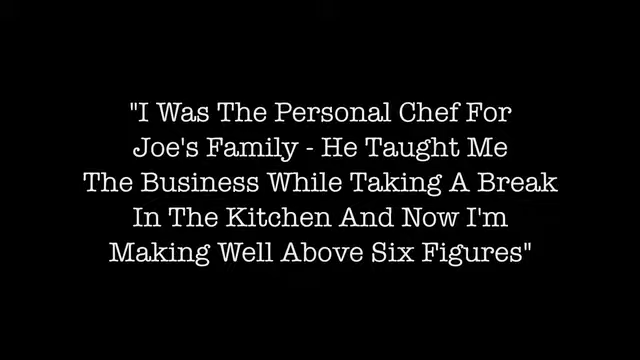 "I Was The Personal Chef For
Joe's Family - He Taught Me
The Business While Taking A Break
In The Kitchen And Now I'm
Making Well Above Six Figures"